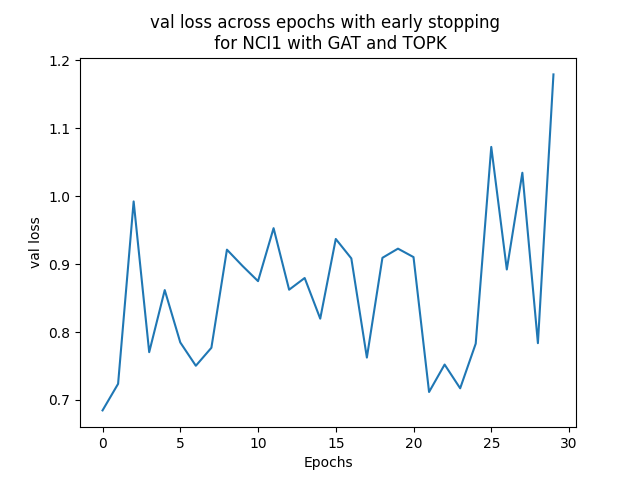 val loss across epochs with early stopping
for NCI1 with GAT and TOPK
1.2
1.1
1.0
0.9
0.8
0.7
val loss
0 5 10 15 20 25 30
Epochs